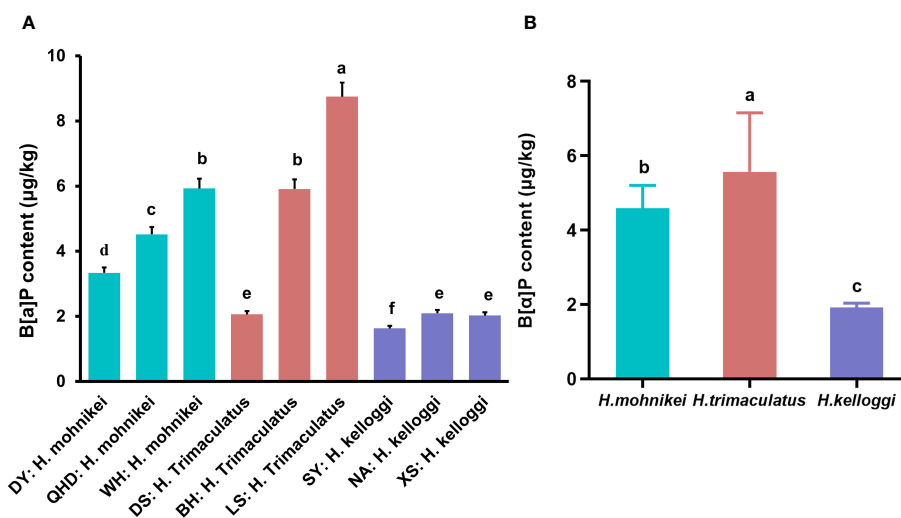 A
B[a]P content (µg/kg)
10
8
6
4
2
0
d
c
b
e
b
a
f
e
e
DY: H. mohnikei
QHD: H. mohnikei
WH: H. mohnikei
DS: H. Trimaculatus
BH: H. Trimaculatus
LS: H. Trimaculatus
SY: H. kelloggi
NA: H. kelloggi
XS: H. kelloggi
B
B[α]P content (µg/kg)
8
6
4
2
0
b
a
c
H.mohnikei
H.trimaculatus
H.kelloggi